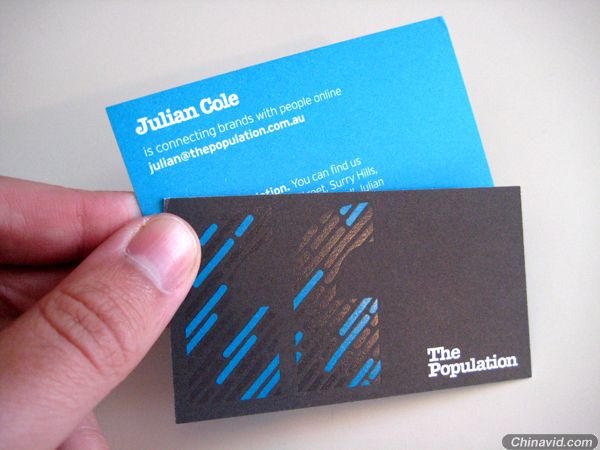 Julian Cole
is connecting brands with people online
julian@thepopulation.com.au
You can find us
Surry Hills,
Julian
The
Population
Chinavid.com